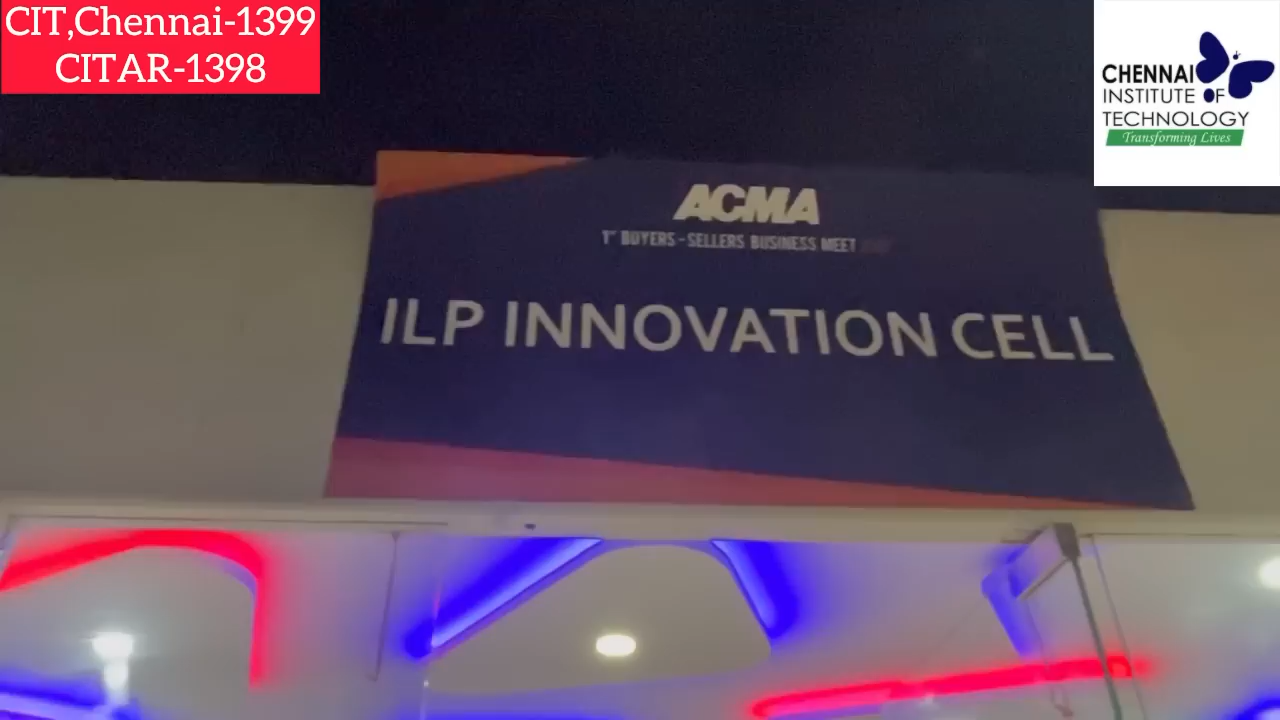 CIT,Chennai-1399
CITAR-1398
CHENNAI
INSTITUTE OF
TECHNOLOGY
Transforming Lives
ACMA
1ST BUYERS - SELLERS BUSINESS MEET
ILP INNOVATION CELL